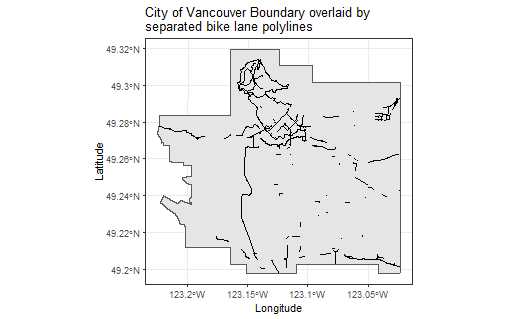 City of Vancouver Boundary overlaid by
separated bike lane polylines
49.32°N
49.3°N
49.28°N
49.26°N
49.24°N
49.22°N
49.2°N
Latitude
123.2°W 123.15°W 123.1°W 123.05°W
Longitude